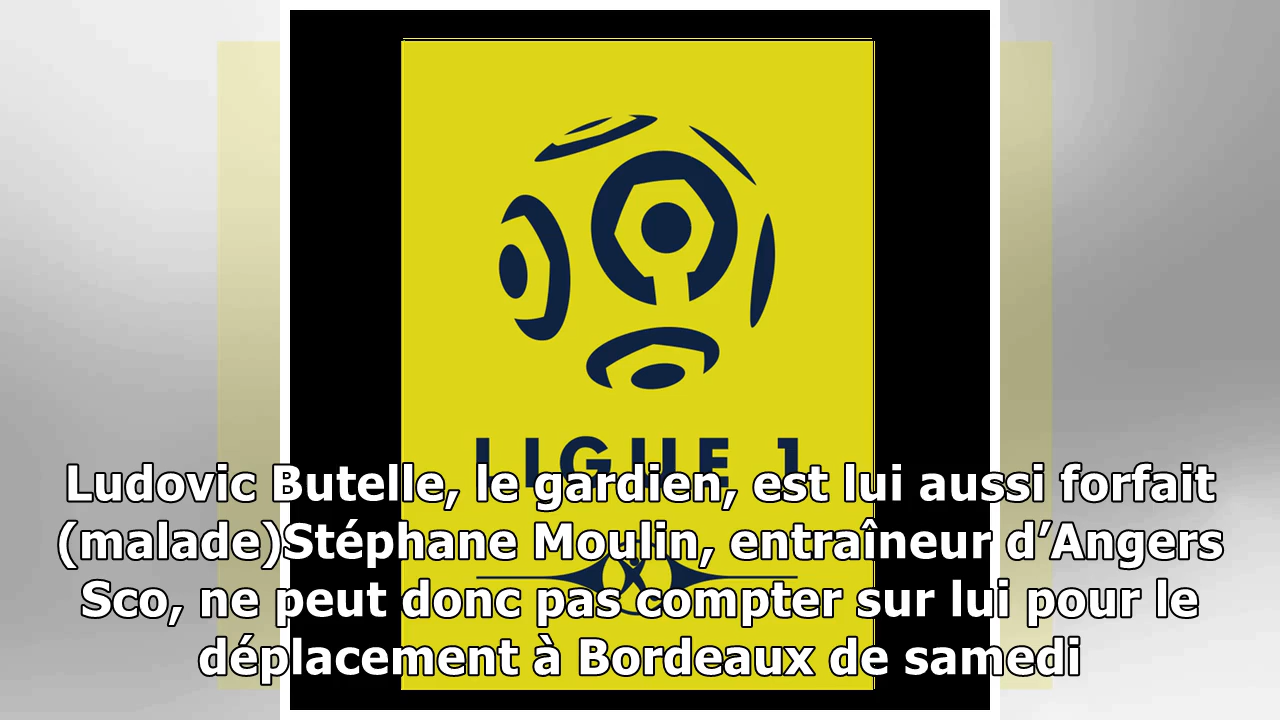 LIGUE 1
Ludovic Butelle, le gardien, est lui aussi forfait
(malade)Stéphane Moulin, entraîneur d’Angers
Sco, ne peut donc pas compter sur lui pour le
déplacement à Bordeaux de samedi